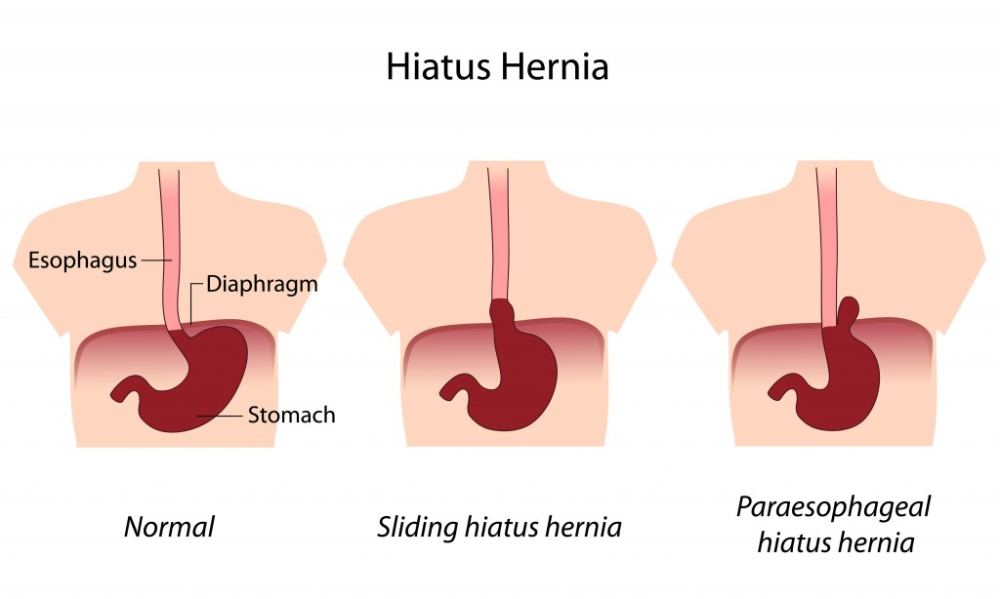 Hiatus Hernia
Esophagus
Diaphragm
Stomach
Normal
Sliding hiatus hernia
Paraesophageal
hiatus hernia